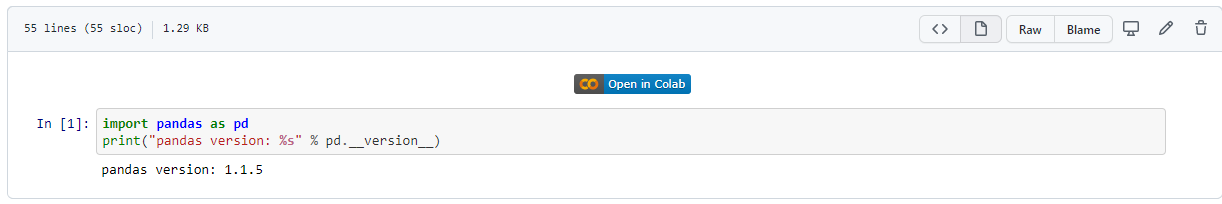 55 lines (55 sloc) 1.29 KB
Raw Blame
Open in Colab
In [1]: import pandas as pd
print("pandas version: %s" % pd.__version__)
pandas version: 1.1.5